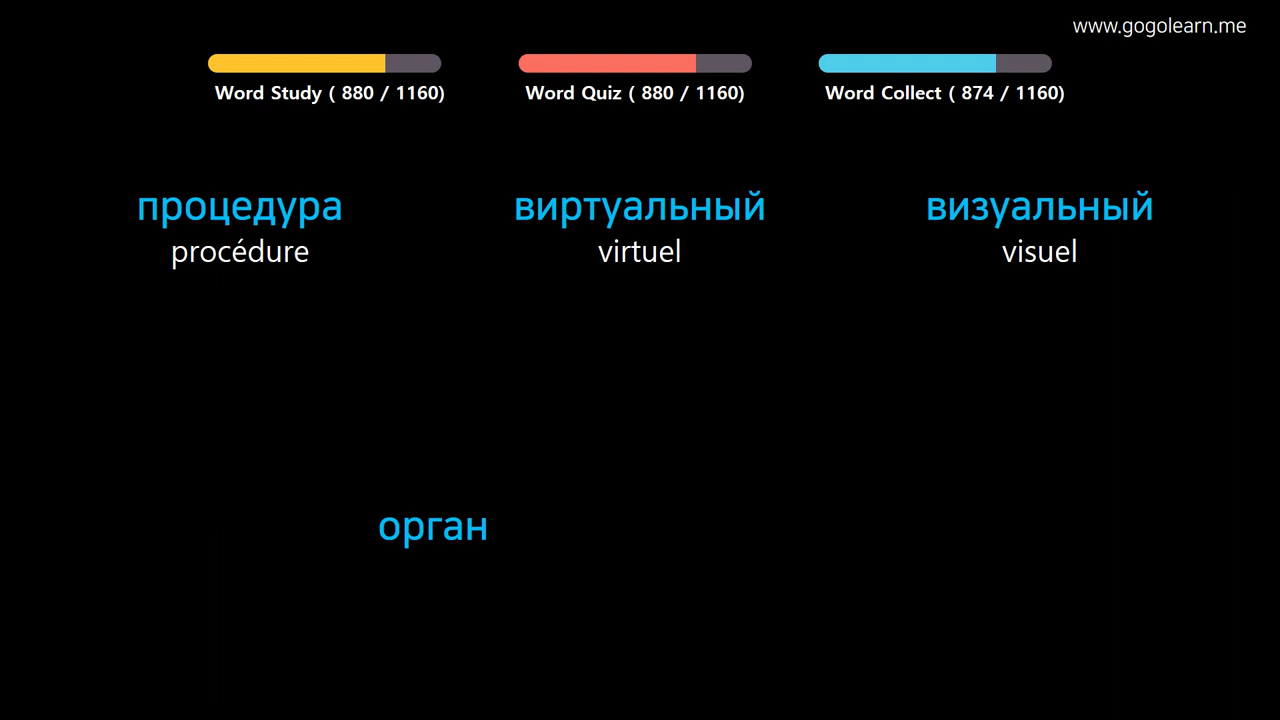 www.gogolearn.me
Word Study ( 880 / 1160)
Word Quiz ( 880 / 1160)
Word Collect ( 874 / 1160)
процедура
procédure
виртуальный
virtuel
визуальный
visuel
орган